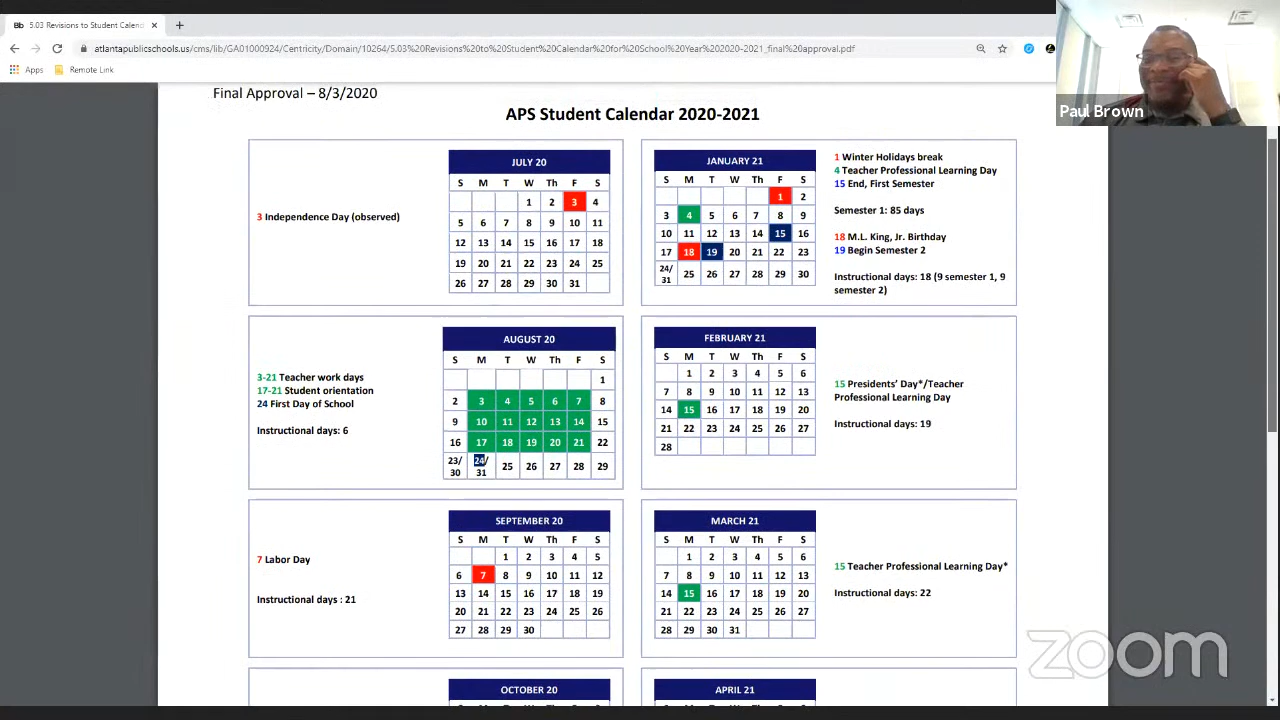 Bb 5.03 Revisions to Student Calend
atlantapublicschools.us/cms/lib/GA01000924/Centricity/Domain/10264/5.03%20Revisions%20to%20Student%20Calendar%20for%20School%20Year%202020-2021_final%20approval.pdf
Apps Remote Link
Paul Brown
Final Approval – 8/3/2020
APS Student Calendar 2020-2021
3 Independence Day (observed)
JULY 20
S M T W Th F S
1 2 3 4
5 6 7 8 9 10 11
12 13 14 15 16 17 18
19 20 21 22 23 24 25
26 27 28 29 30 31
JANUARY 21
S M T W Th F S
1 2
3 4 5 6 7 8 9
10 11 12 13 14 15 16
17 18 19 20 21 22 23
24/31 25 26 27 28 29 30
1 Winter Holidays break
4 Teacher Professional Learning Day
15 End, First Semester
Semester 1: 85 days
18 M.L. King, Jr. Birthday
19 Begin Semester 2
Instructional days: 18 (9 semester 1, 9
semester 2)
3-21 Teacher work days
17-21 Student orientation
24 First Day of School
Instructional days: 6
AUGUST 20
S M T W Th F S
1
2 3 4 5 6 7 8
9 10 11 12 13 14 15
16 17 18 19 20 21 22
23/30 24/31 25 26 27 28 29
FEBRUARY 21
S M T W Th F S
1 2 3 4 5 6
7 8 9 10 11 12 13
14 15 16 17 18 19 20
21 22 23 24 25 26 27
28
15 Presidents' Day*/Teacher
Professional Learning Day
Instructional days: 19
7 Labor Day
Instructional days : 21
SEPTEMBER 20
S M T W Th F S
1 2 3 4 5
6 7 8 9 10 11 12
13 14 15 16 17 18 19
20 21 22 23 24 25 26
27 28 29 30
MARCH 21
S M T W Th F S
1 2 3 4 5 6
7 8 9 10 11 12 13
14 15 16 17 18 19 20
21 22 23 24 25 26 27
28 29 30 31
15 Teacher Professional Learning Day*
Instructional days: 22
OCTOBER 20
APRIL 21
zoom